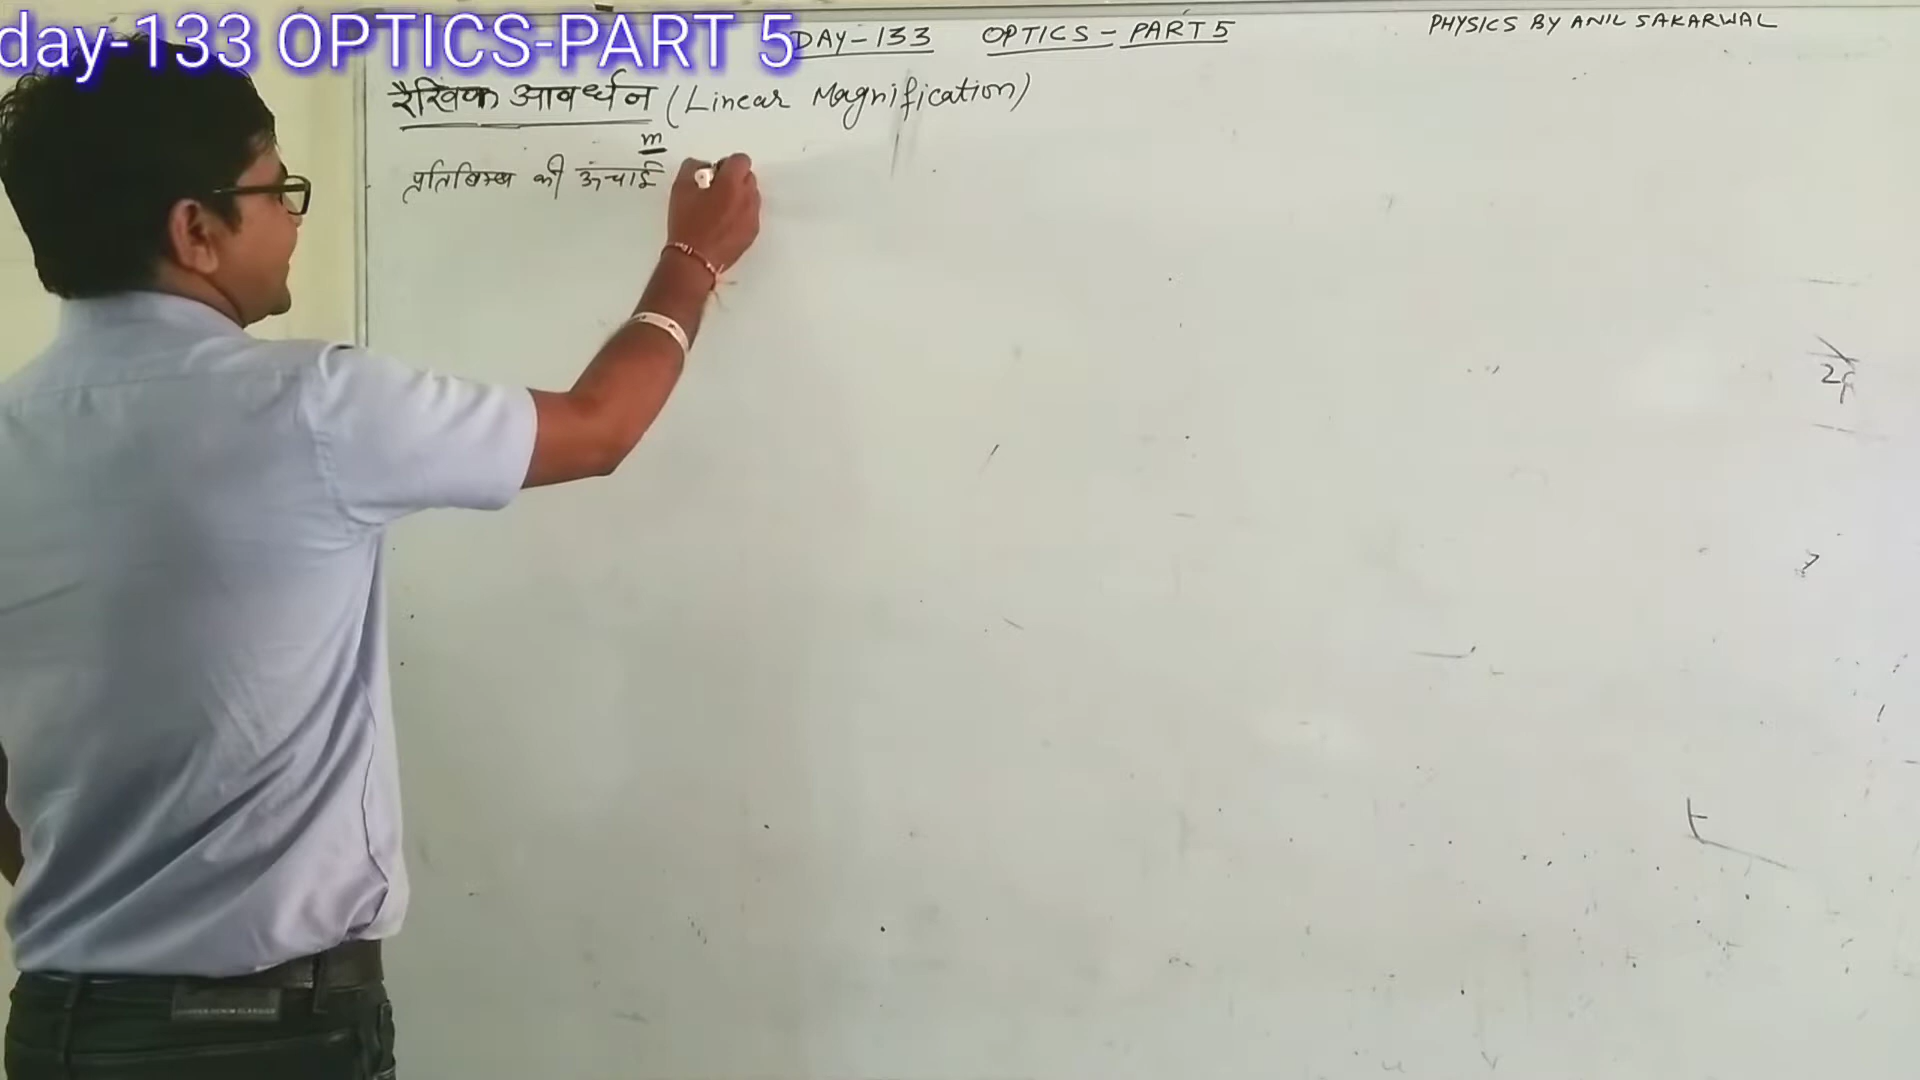 day-133 OPTICS-PART 5
DAY-133 OPTICS-PART 5
PHYSICS BY ANIL SAKARWAL
रैखिक आवर्धन (Linear Magnification)
m
प्रतिबिम्ब की ऊंचाई
2f